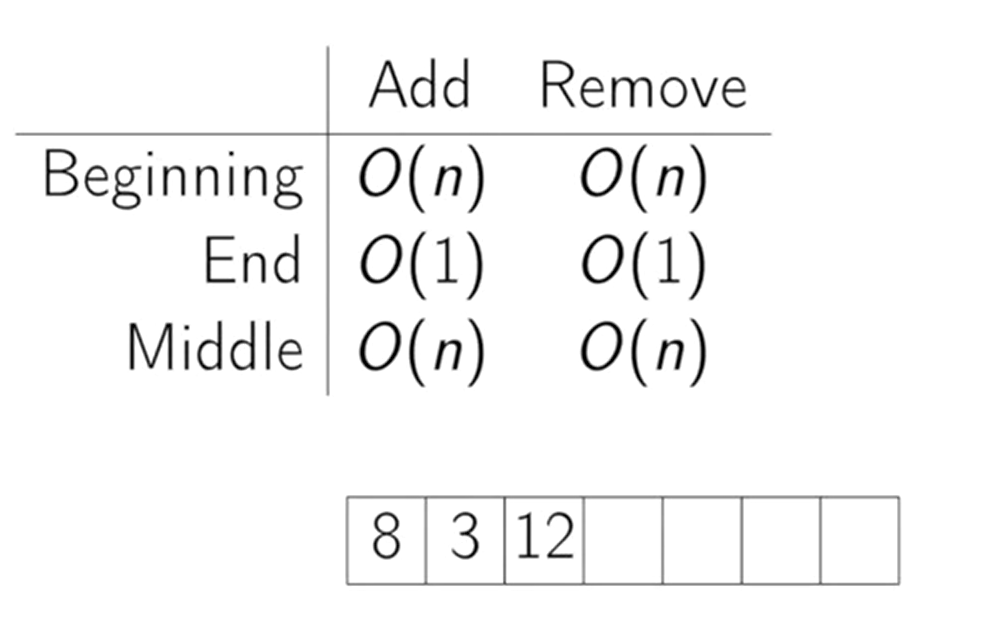 Add Remove
Beginning O(n) O(n)
End O(1) O(1)
Middle O(n) O(n)
8 3 12